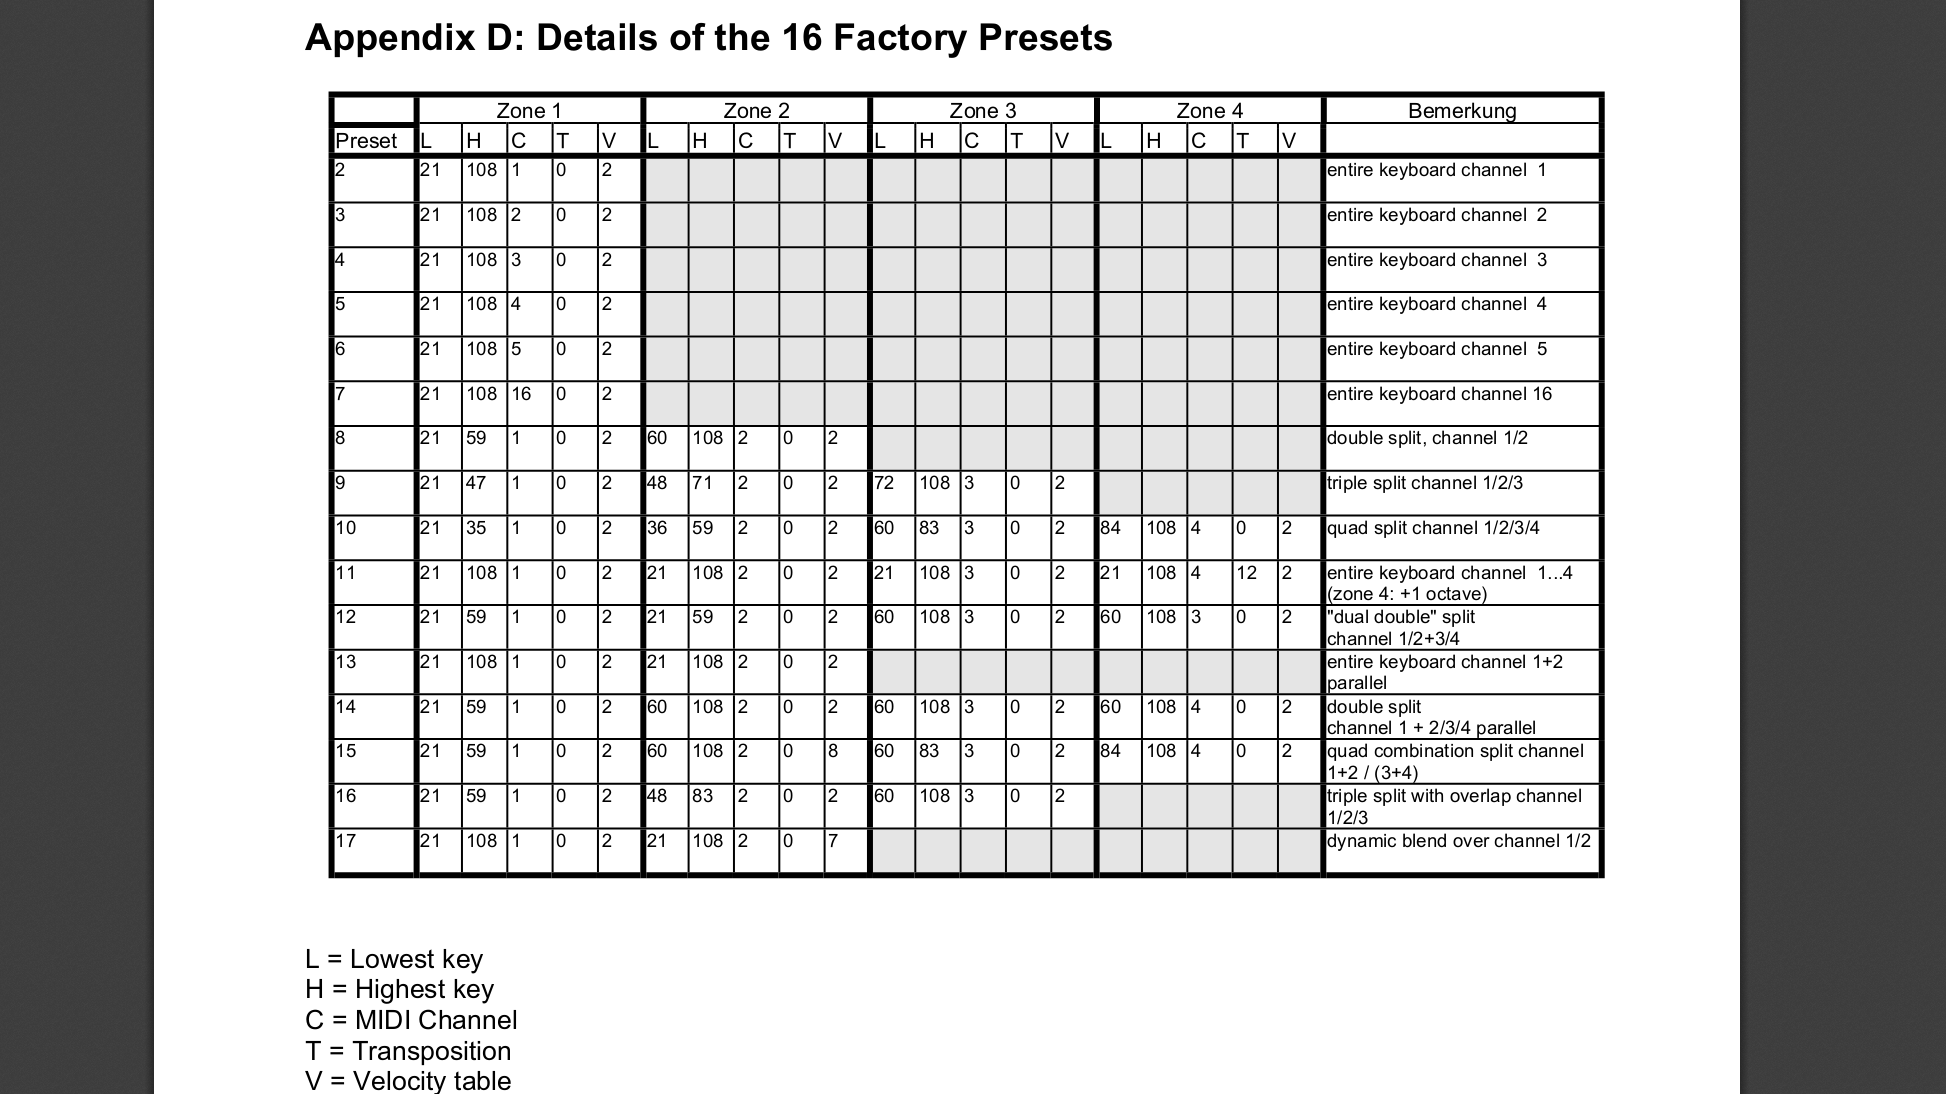 Appendix D: Details of the 16 Factory Presets
Zone 1 Zone 2 Zone 3 Zone 4 Bemerkung
Preset L H C T V L H C T V L H C T V L H C T V
2 21 108 1 0 2 entire keyboard channel 1
3 21 108 2 0 2 entire keyboard channel 2
4 21 108 3 0 2 entire keyboard channel 3
5 21 108 4 0 2 entire keyboard channel 4
6 21 108 5 0 2 entire keyboard channel 5
7 21 108 16 0 2 entire keyboard channel 16
8 21 59 1 0 2 60 108 2 0 2 double split, channel 1/2
9 21 47 1 0 2 48 71 2 0 2 72 108 3 0 2 triple split channel 1/2/3
10 21 35 1 0 2 36 59 2 0 2 60 83 3 0 2 84 108 4 0 2 quad split channel 1/2/3/4
11 21 108 1 0 2 21 108 2 0 2 21 108 3 0 2 21 108 4 12 2 entire keyboard channel 1...4
(zone 4: +1 octave)
12 21 59 1 0 2 21 59 2 0 2 60 108 3 0 2 60 108 3 0 2 "dual double" split
channel 1/2+3/4
13 21 108 1 0 2 21 108 2 0 2 entire keyboard channel 1+2
parallel
14 21 59 1 0 2 60 108 2 0 2 60 108 3 0 2 60 108 4 0 2 double split
channel 1 + 2/3/4 parallel
15 21 59 1 0 2 60 108 2 0 8 60 83 3 0 2 84 108 4 0 2 quad combination split channel
1+2 / (3+4)
16 21 59 1 0 2 48 83 2 0 2 60 108 3 0 2 triple split with overlap channel
1/2/3
17 21 108 1 0 2 21 108 2 0 7 dynamic blend over channel 1/2
L = Lowest key
H = Highest key
C = MIDI Channel
T = Transposition
V = Velocity table